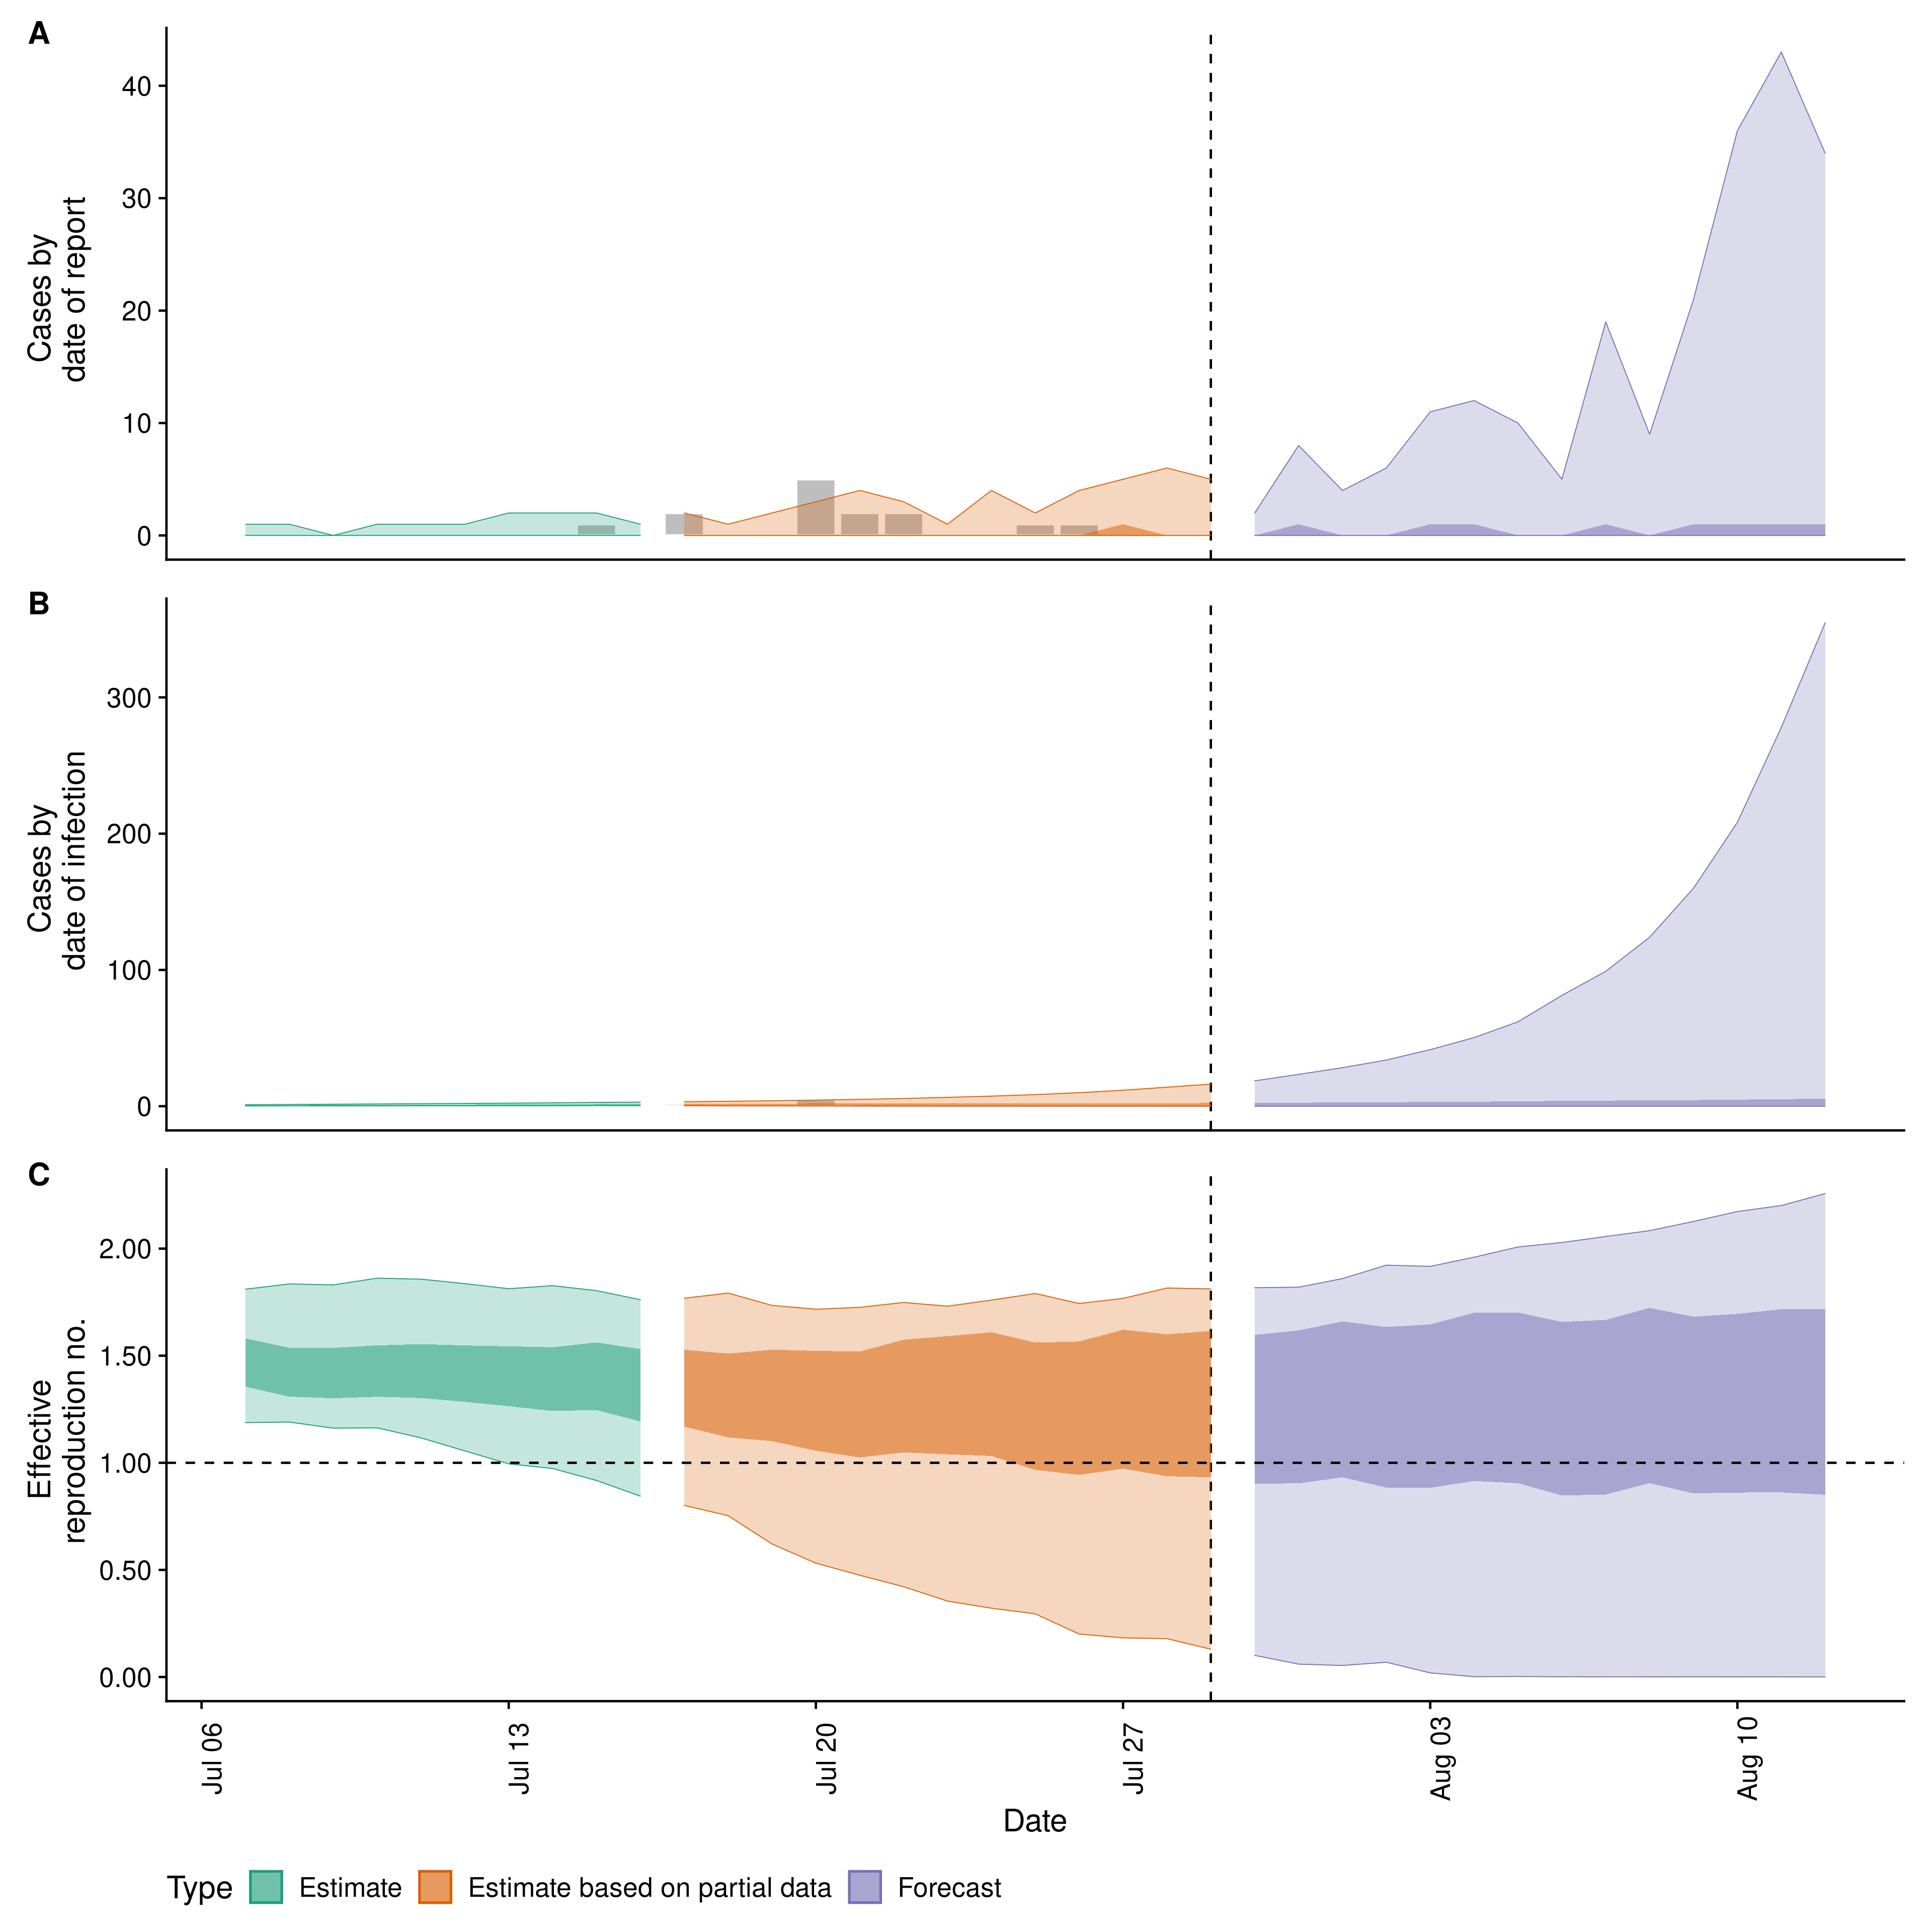 A
Cases by
date of report
40
30
20
10
0
B
Cases by
date of infection
300
200
100
0
C
Effective
reproduction no.
2.00
1.50
1.00
0.50
0.00
Jul 06
Jul 13
Jul 20
Jul 27
Aug 03
Aug 10
Date
Type Estimate Estimate based on partial data Forecast